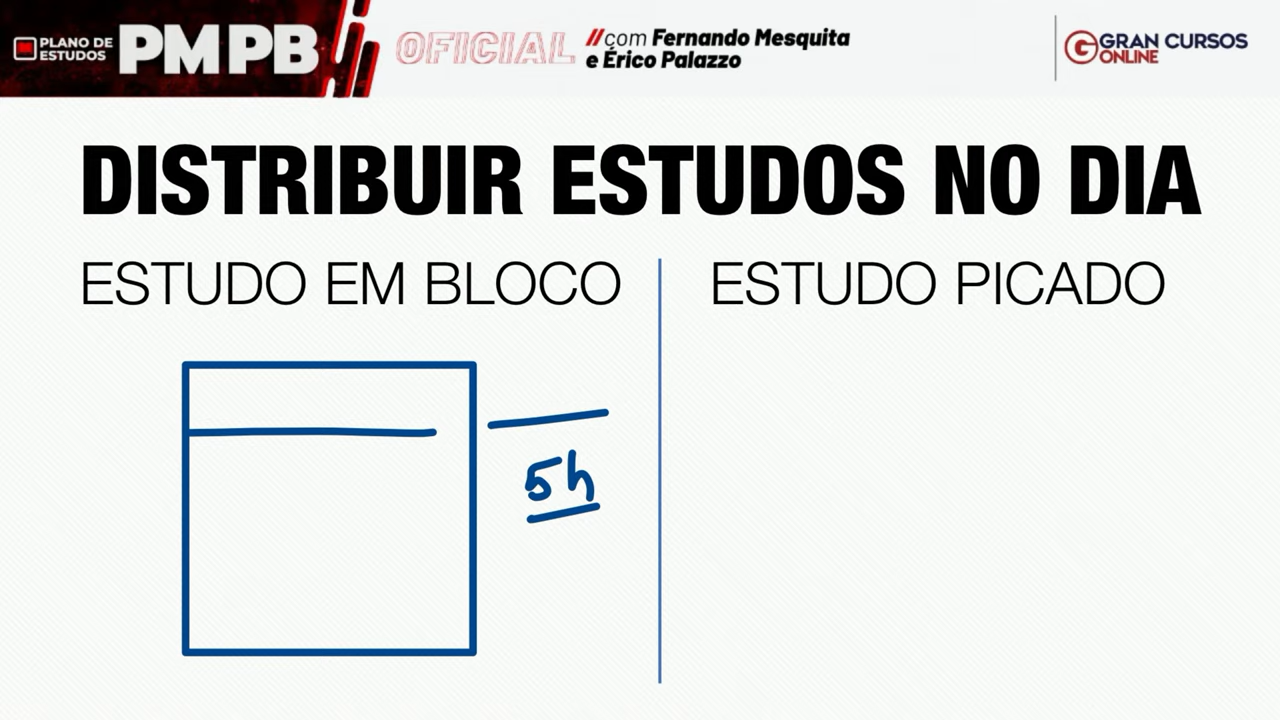 PLANO DE
ESTUDOS
PMPB
OFICIAL
//com Fernando Mesquita
e Érico Palazzo
GRAN CURSOS
ONLINE
DISTRIBUIR ESTUDOS NO DIA
ESTUDO EM BLOCO
ESTUDO PICADO
5h